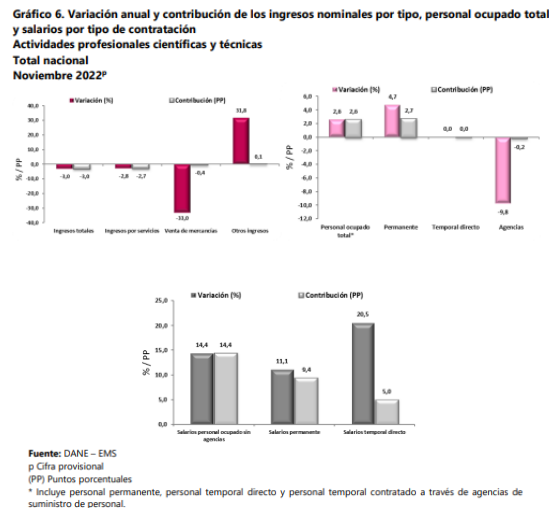 Gráfico 6. Variación anual y contribución de los ingresos nominales por tipo, personal ocupado total
y salarios por tipo de contratación
Actividades profesionales científicas y técnicas
Total nacional
Noviembre 2022p
Variación (%) Contribución (PP)
40,0
30,0
20,0
10,0
0,0
-10,0
-20,0
-30,0
-40,0
% / PP
-3,0 -3,0 -2,8 -2,7 -33,0 -0,4 31,8 0,1
Ingresos totales Ingresos por servicios Venta de mercancías Otros ingresos
Variación (%) Contribución (PP)
6,0
4,0
2,0
0,0
-2,0
-4,0
-6,0
-8,0
-10,0
-12,0
% / PP
2,6 2,6 4,7 2,7 0,0 0,0 -9,8 -0,2
Personal ocupado Permanente Temporal directo Agencias
total*
Variación (%) Contribución (PP)
25,0
20,0
15,0
10,0
5,0
0,0
% / PP
14,4 14,4 11,1 9,4 20,5 5,0
Salarios personal ocupado sin Salarios permanente Salarios temporal directo
agencias
Fuente: DANE – EMS
p Cifra provisional
(PP) Puntos porcentuales
* Incluye personal permanente, personal temporal directo y personal temporal contratado a través de agencias de
suministro de personal.